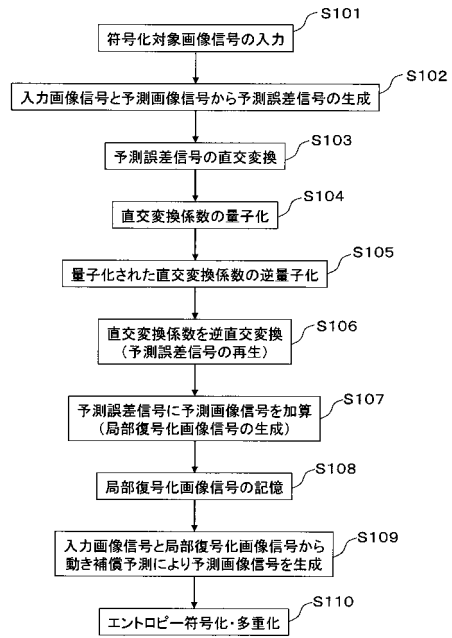 S101
符号化対象画像信号の入力
S102
入力画像信号と予測画像信号から予測誤差信号の生成
S103
予測誤差信号の直交変換
S104
直交変換係数の量子化
S105
量子化された直交変換係数の逆量子化
S106
直交変換係数を逆直交変換
(予測誤差信号の再生)
S107
予測誤差信号に予測画像信号を加算
(局部復号化画像信号の生成)
S108
局部復号化画像信号の記憶
S109
入力画像信号と局部復号化画像信号から
動き補償予測により予測画像信号を生成
S110
エントロピー符号化・多重化